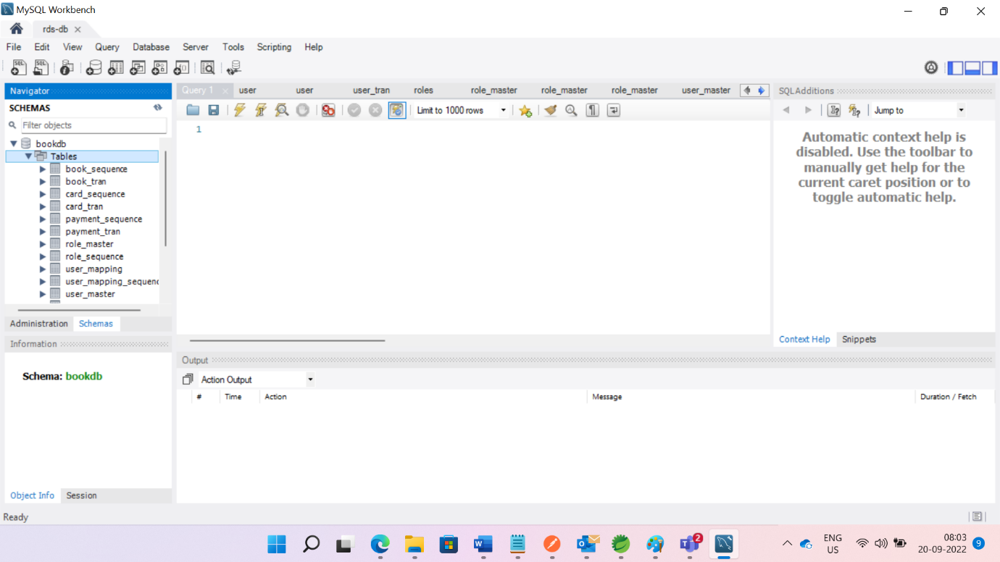 MySQL Workbench
rds-db
File Edit View Query Database Server Tools Scripting Help
Navigator
SCHEMAS
Filter objects
bookdb
Tables
book_sequence
book_tran
card_sequence
card_tran
payment_sequence
payment_tran
role_master
role_sequence
user_mapping
user_mapping_sequenc
user_master
Administration Schemas
Information
Schema: bookdb
Object Info Session
Query 1 user user user_tran roles role_master role_master role_master user_master
Limit to 1000 rows
1
SQLAdditions
Jump to
Automatic context help is
disabled. Use the toolbar to
manually get help for the
current caret position or to
toggle automatic help.
Context Help Snippets
Output
Action Output
# Time Action Message Duration / Fetch
Ready
2
ENG
US
08:03
20-09-2022
9